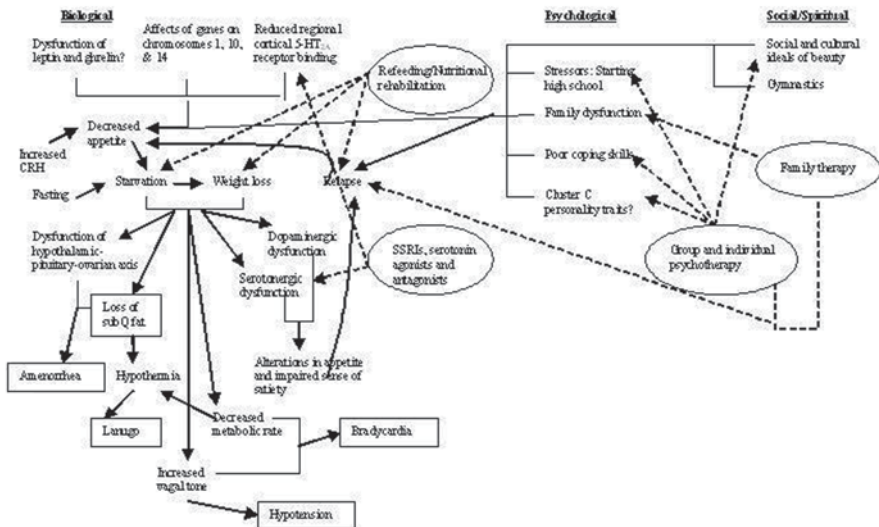 Biological
Psychological
Social/Spiritual
Dysfunction of
leptin and ghrelin?
Affects of genes on
chromosomes 1, 10,
& 14
Reduced regional
cortical 5-HT2A
receptor binding
Refeeding/Nutritional
rehabilitation
Stressors: Starting
high school
Family dysfunction
Poor coping skills
Cluster C
personality traits?
Social and cultural
ideals of beauty
Gymnastics
Family therapy
Group and individual
psychotherapy
Decreased
appetite
Increased
CRH
Fasting
Starvation
Weight loss
Relapse
Dysfunction of
hypothalamic-
pituitary-ovarian axis
Dopaminergic
dysfunction
Serotonergic
dysfunction
SSRIs, serotonin
agonists and
antagonists
Loss of
subQ fat
Alterations in appetite
and impaired sense of
satiety
Amenorrhea
Hypothermia
Lanugo
Decreased
metabolic rate
Bradycardia
Increased
vagal tone
Hypotension